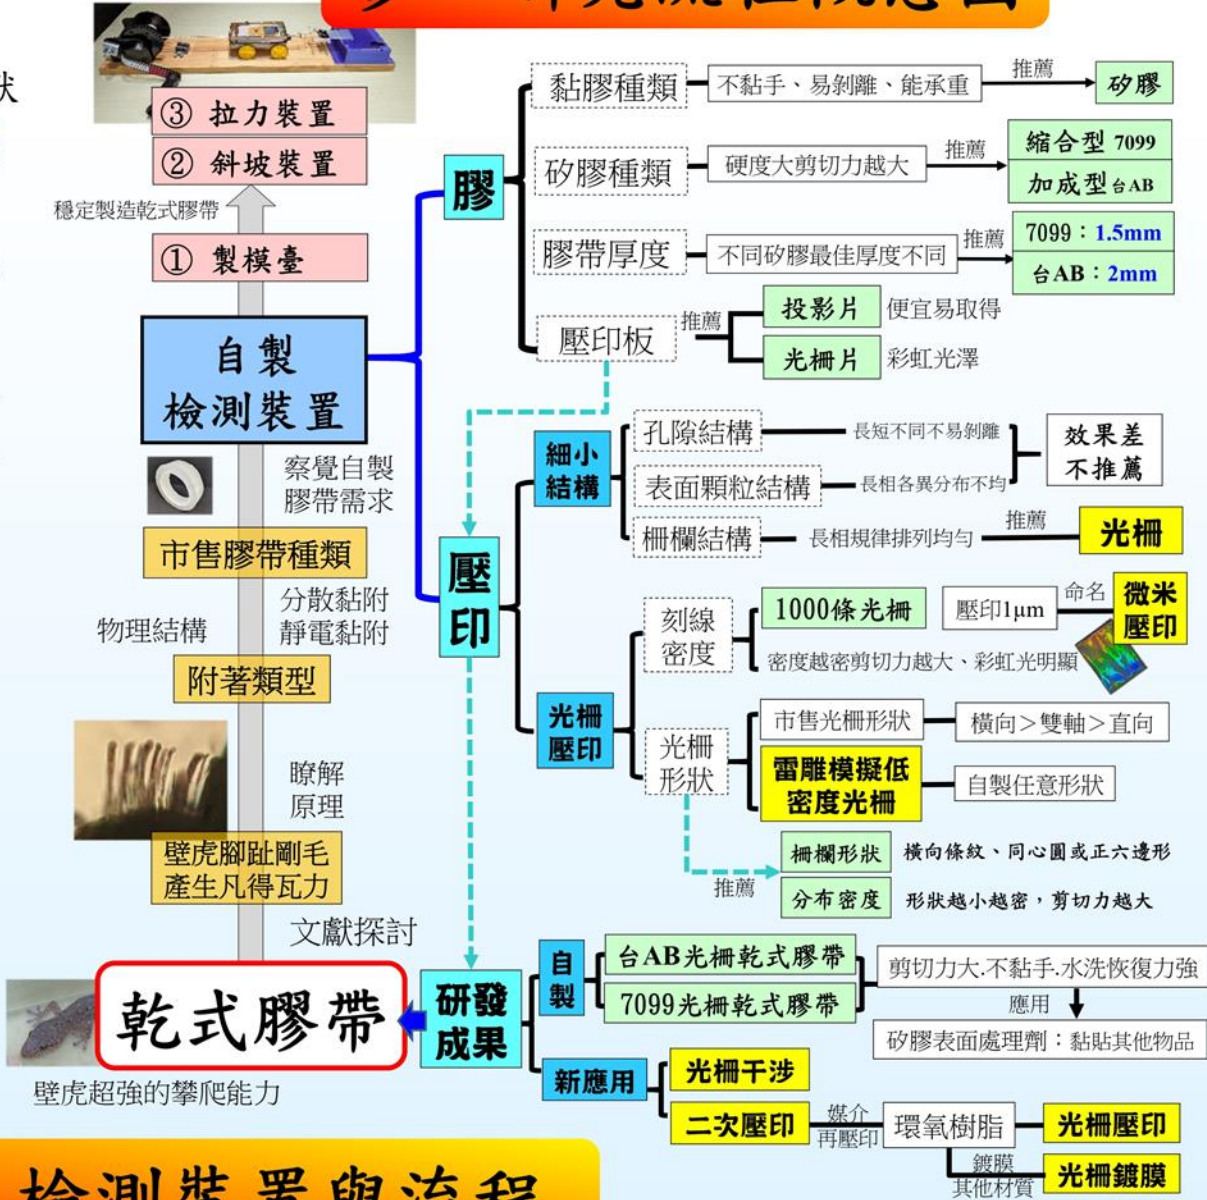 研究流程概念圖
狀
③ 拉力裝置
② 斜坡裝置
穩定製造乾式膠帶
① 製模臺
自製
檢測裝置
察覺自製
膠帶需求
市售膠帶種類
分散黏附
靜電黏附
物理結構
附著類型
瞭解
原理
壁虎腳趾剛毛
產生凡得瓦力
文獻探討
乾式膠帶
壁虎超強的攀爬能力
膠
黏膠種類
不黏手、易剝離、能承重
推薦
矽膠
矽膠種類
硬度大剪切力越大
推薦
縮合型 7099
加成型 台AB
膠帶厚度
不同矽膠最佳厚度不同
推薦
7099：1.5mm
台AB：2mm
壓印板
推薦
投影片
便宜易取得
光柵片
彩虹光澤
壓
印
細小
結構
孔隙結構
長短不同不易剝離
表面顆粒結構
長相各異分布不均
效果差
不推薦
柵欄結構
長相規律排列均勻
推薦
光柵
光柵
壓印
刻線
密度
1000條光柵
壓印1μm
命名
微米
壓印
密度越密剪切力越大、彩虹光明顯
光柵
形狀
市售光柵形狀
橫向＞雙軸＞直向
雷雕模擬低
密度光柵
自製任意形狀
推薦
柵欄形狀
橫向條紋、同心圓或正六邊形
分布密度
形狀越小越密，剪切力越大
研發
成果
自
製
台AB光柵乾式膠帶
7099光柵乾式膠帶
剪切力大.不黏手.水洗恢復力強
應用
矽膠表面處理劑：黏貼其他物品
新應用
光柵干涉
二次壓印
媒介
再壓印
環氧樹脂
光柵壓印
鍍膜
其他材質
光柵鍍膜
檢測裝置與流程